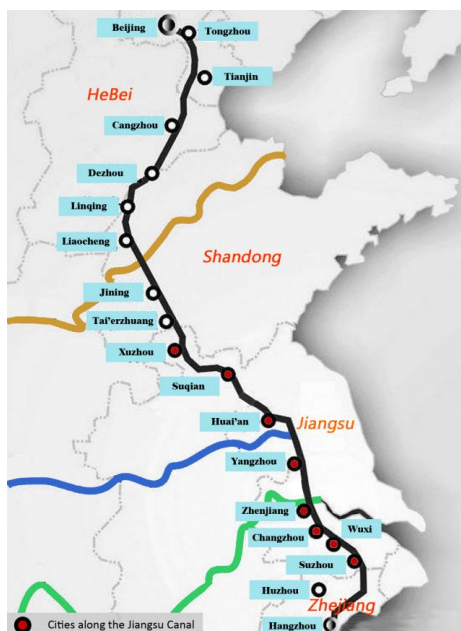 Beijing
Tongzhou
Tianjin
HeBei
Cangzhou
Dezhou
Linqing
Liaocheng
Shandong
Jining
Tai'erzhuang
Xuzhou
Suqian
Huai'an
Jiangsu
Yangzhou
Zhenjiang
Wuxi
Changzhou
Suzhou
Huzhou
Zhejiang
Hangzhou
Cities along the Jiangsu Canal